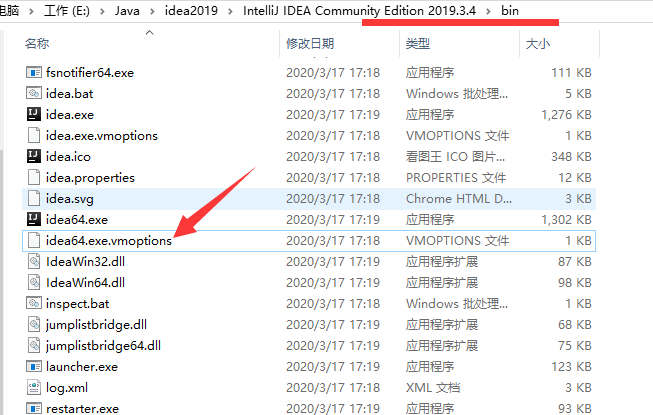 电脑 › 工作 (E:) › Java › idea2019 › IntelliJ IDEA Community Edition 2019.3.4 › bin
名称 修改日期 类型 大小
fsnotifier64.exe 2020/3/17 17:18 应用程序 111 KB
idea.bat 2020/3/17 17:18 Windows 批处理... 5 KB
idea.exe 2020/3/17 17:19 应用程序 1,276 KB
idea.exe.vmoptions 2020/3/17 17:18 VMOPTIONS 文件 1 KB
idea.ico 2020/3/17 17:18 看图王 ICO 图片... 348 KB
idea.properties 2020/3/17 17:18 PROPERTIES 文件 12 KB
idea.svg 2020/3/17 17:18 Chrome HTML D... 3 KB
idea64.exe 2020/3/17 17:19 应用程序 1,302 KB
idea64.exe.vmoptions 2020/3/17 17:18 VMOPTIONS 文件 1 KB
IdeaWin32.dll 2020/3/17 17:19 应用程序扩展 87 KB
IdeaWin64.dll 2020/3/17 17:19 应用程序扩展 98 KB
inspect.bat 2020/3/17 17:18 Windows 批处理... 1 KB
jumplistbridge.dll 2020/3/17 17:19 应用程序扩展 68 KB
jumplistbridge64.dll 2020/3/17 17:19 应用程序扩展 75 KB
launcher.exe 2020/3/17 17:19 应用程序 123 KB
log.xml 2020/3/17 17:18 XML 文档 3 KB
restarter.exe 2020/3/17 17:19 应用程序 93 KB